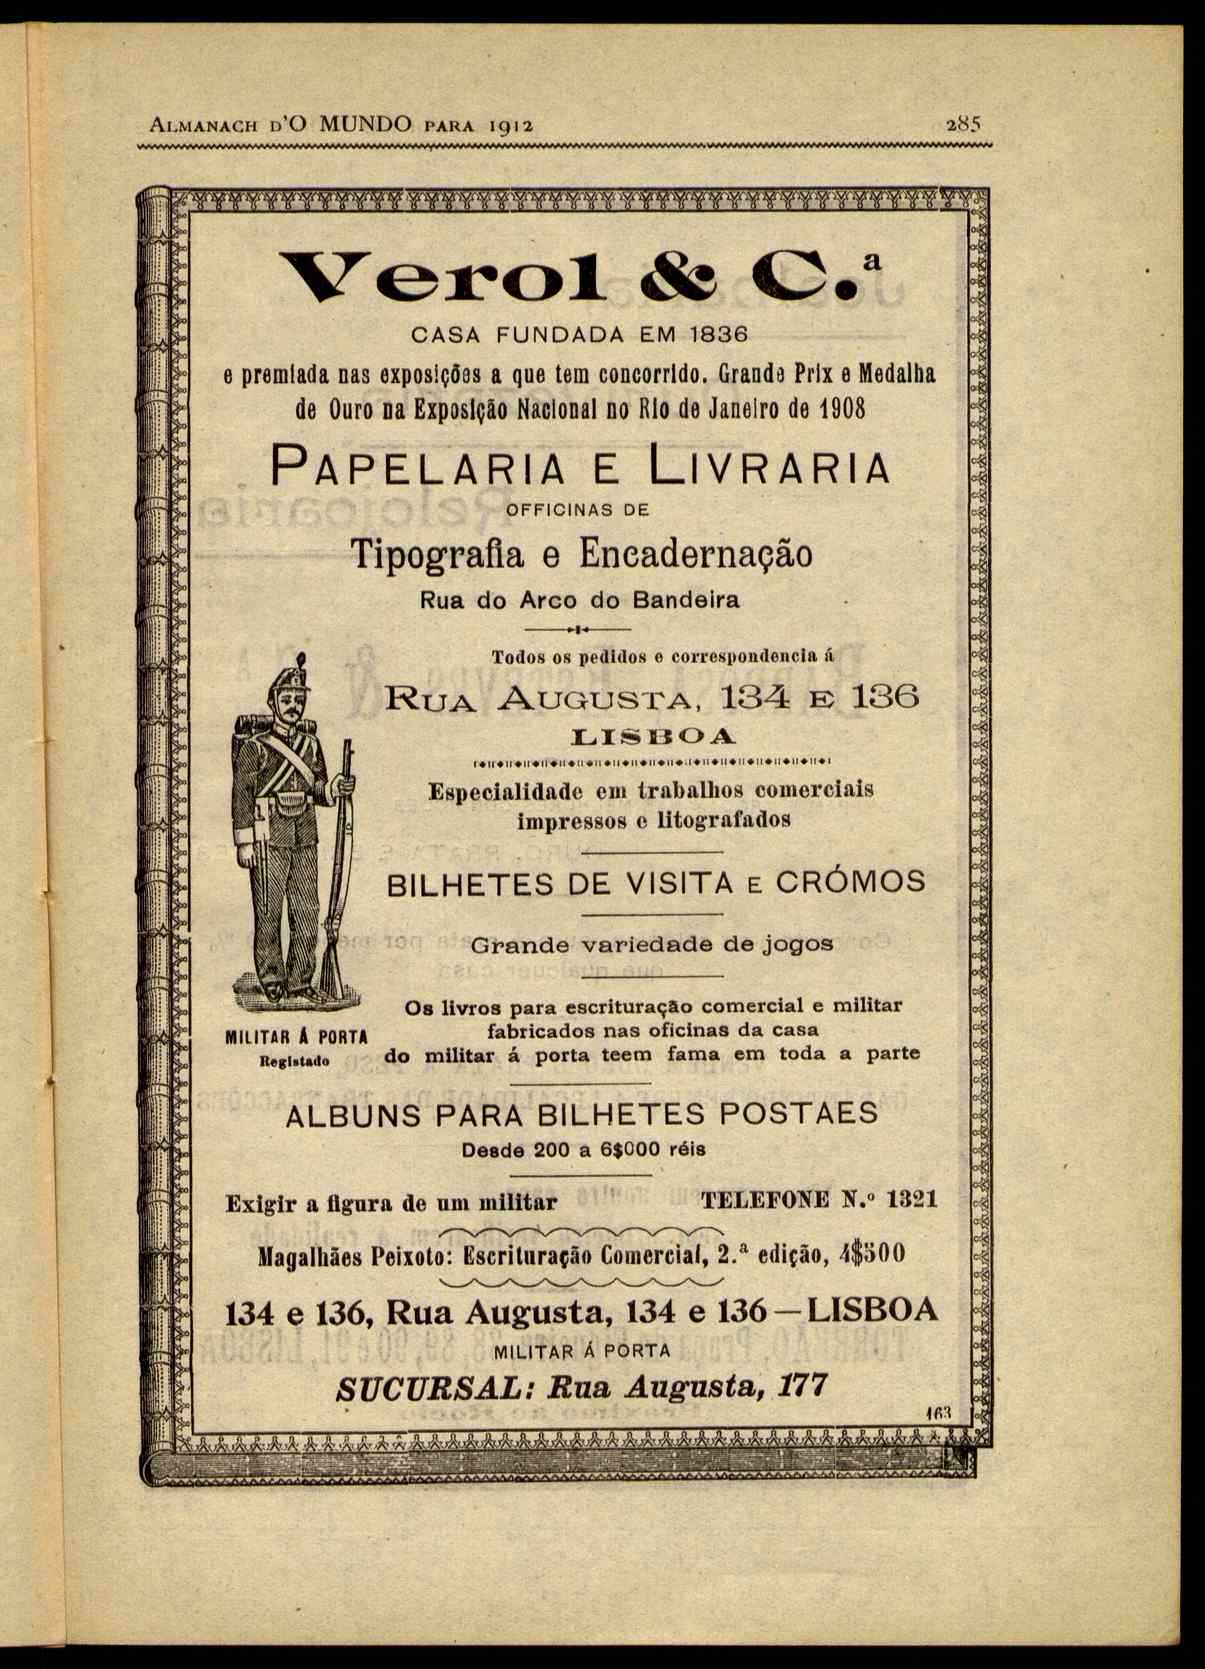 ALMANACH D'O MUNDO PARA 1912 285
Verol & C.ª
CASA FUNDADA EM 1836
e premiada nas exposições a que tem concorrido. Grande Prix e Medalha
de Ouro na Exposição Nacional no Rio de Janeiro de 1908
PAPELARIA E LIVRARIA
OFFICINAS DE
Tipografia e Encadernação
Rua do Arco do Bandeira
Todos os pedidos e correspondencia á
RUA AUGUSTA, 134 E 136
LISBOA
Especialidade em trabalhos comerciais
impressos e litografados
BILHETES DE VISITA E CRÓMOS
Grande variedade de jogos
Os livros para escrituração comercial e militar
fabricados nas oficinas da casa
do militar á porta teem fama em toda a parte
MILITAR Á PORTA
Registado
ALBUNS PARA BILHETES POSTAES
Desde 200 a 6$000 réis
Exigir a figura de um militar TELEFONE N.º 1321
Magalhães Peixoto: Escrituração Comercial, 2.ª edição, 4$500
134 e 136, Rua Augusta, 134 e 136 — LISBOA
MILITAR Á PORTA
SUCURSAL: Rua Augusta, 177
163